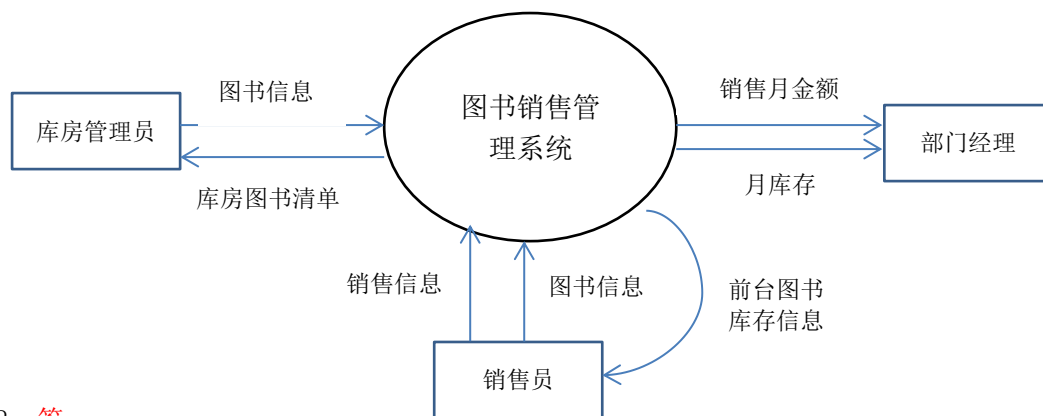 图书信息
库房管理员
库房图书清单
图书销售管
理系统
销售月金额
部门经理
月库存
销售信息
图书信息
前台图书
库存信息
销售员